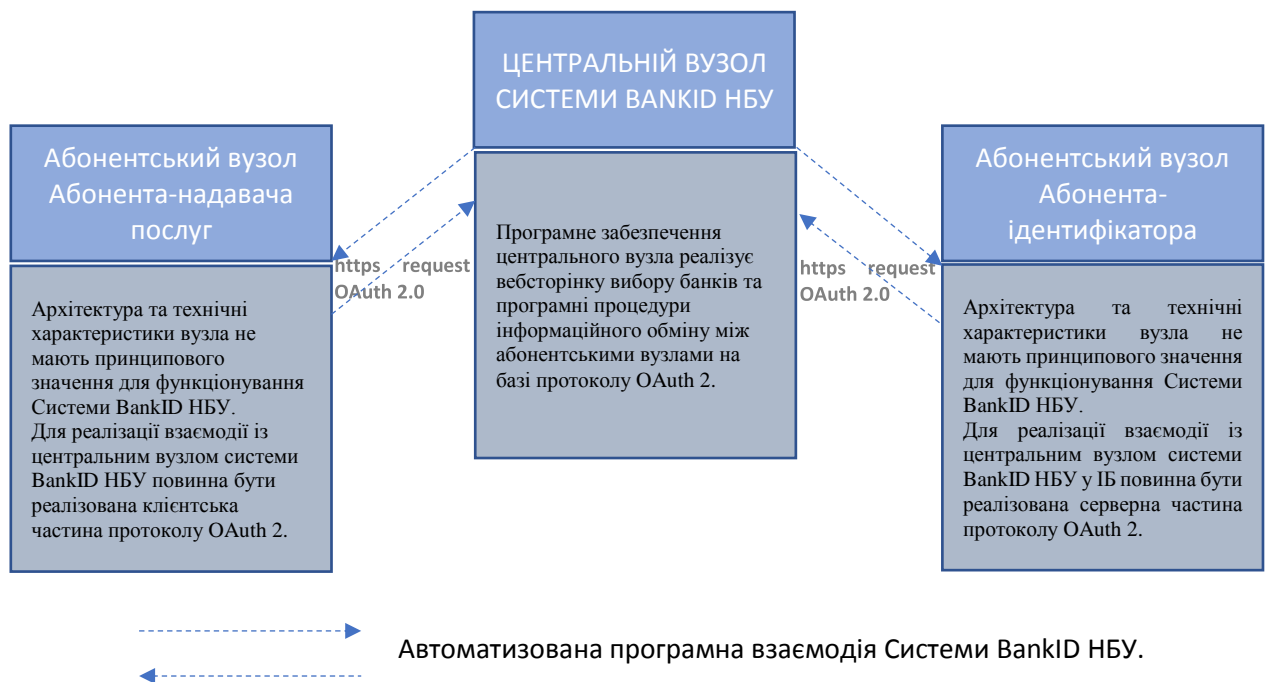 ЦЕНТРАЛЬНІЙ ВУЗОЛ
СИСТЕМИ BANKID НБУ
Абонентський вузол
Абонента-надавача
послуг
Абонентський вузол
Абонента-
ідентифікатора
Програмне забезпечення
центрального вузла реалізує
вебсторінку вибору банків та
програмні процедури
інформаційного обміну між
абонентськими вузлами на
базі протоколу OAuth 2.
https request
OAuth 2.0
https request
OAuth 2.0
Архітектура та технічні
характеристики вузла не
мають принципового
значення для функціонування
Системи BankID НБУ.
Для реалізації взаємодії із
центральним вузлом системи
BankID НБУ повинна бути
реалізована клієнтська
частина протоколу OAuth 2.
Архітектура та технічні
характеристики вузла не
мають принципового значення
для функціонування Системи
BankID НБУ.
Для реалізації взаємодії із
центральним вузлом системи
BankID НБУ у ІБ повинна бути
реалізована серверна частина
протоколу OAuth 2.
Автоматизована програмна взаємодія Системи BankID НБУ.